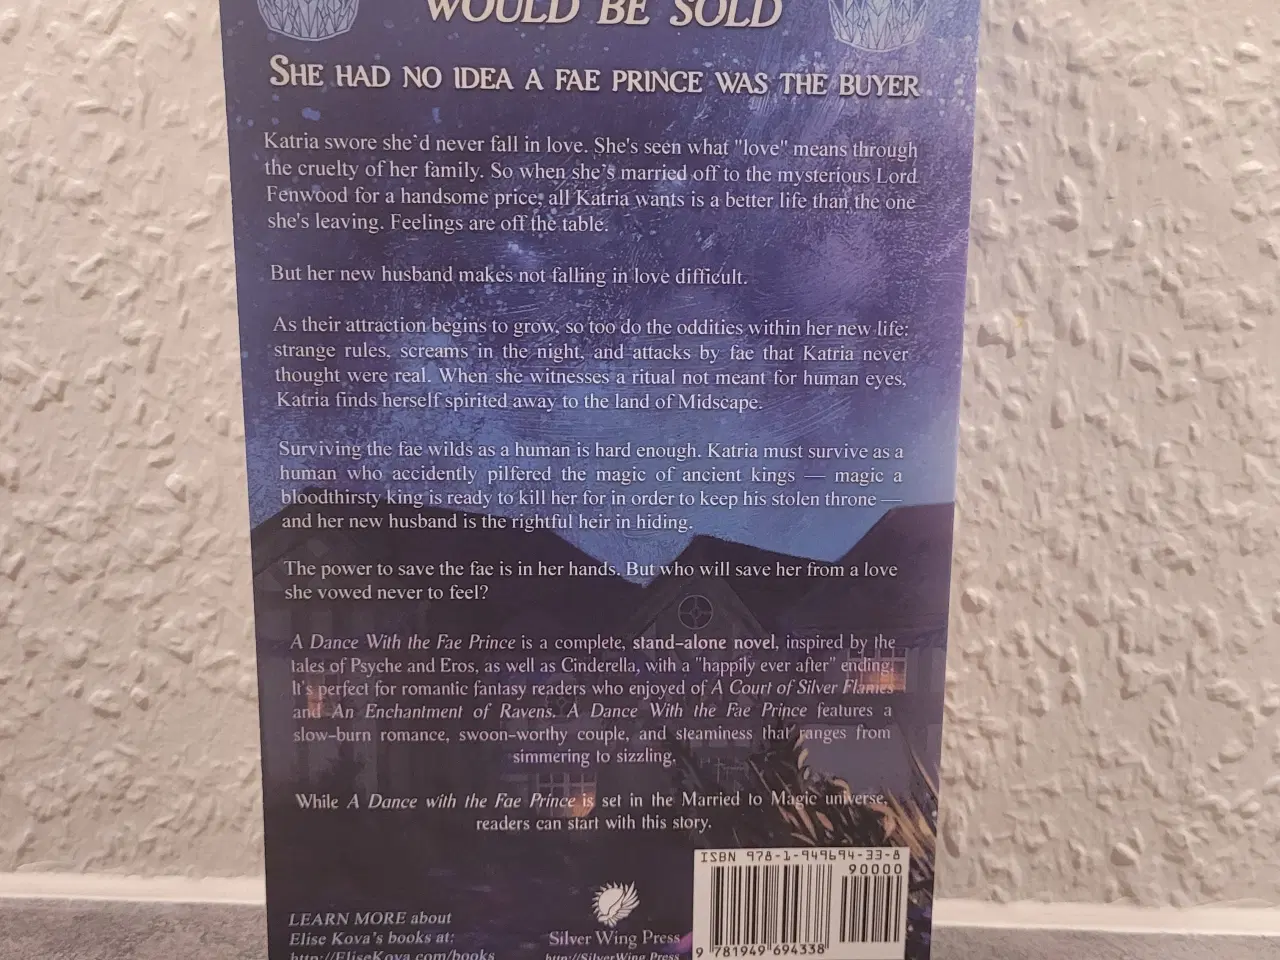 WOULD BE SOLD
SHE HAD NO IDEA A FAE PRINCE WAS THE BUYER
Katria swore she'd never fall in love. She's seen what "love" means through
the cruelty of her family. So when she's married off to the mysterious Lord
Fenwood for a handsome price, all Katria wants is a better life than the one
she's leaving. Feelings are off the table.
But her new husband makes not falling in love difficult.
As their attraction begins to grow, so too do the oddities within her new life:
strange rules, screams in the night, and attacks by fae that Katria never
thought were real. When she witnesses a ritual not meant for human eyes,
Katria finds herself spirited away to the land of Midscape.
Surviving the fae wilds as a human is hard enough. Katria must survive as a
human who accidently pilfered the magic of ancient kings — magic a
bloodthirsty king is ready to kill her for in order to keep his stolen throne —
and her new husband is the rightful heir in hiding.
The power to save the fae is in her hands. But who will save her from a love
she vowed never to feel?
A Dance With the Fae Prince is a complete, stand-alone novel, inspired by the
tales of Psyche and Eros, as well as Cinderella, with a "happily ever after" ending.
It's perfect for romantic fantasy readers who enjoyed of A Court of Silver Flames
and An Enchantment of Ravens. A Dance With the Fae Prince features a
slow-burn romance, swoon-worthy couple, and steaminess that ranges from
simmering to sizzling.
While A Dance with the Fae Prince is set in the Married to Magic universe,
readers can start with this story.
ISBN 978-1-949694-33-8
90000
LEARN MORE about
Elise Kova's books at:
http://EliseKova.com/books
Silver Wing Press
http://SilverWing.Press
9 781949 694338